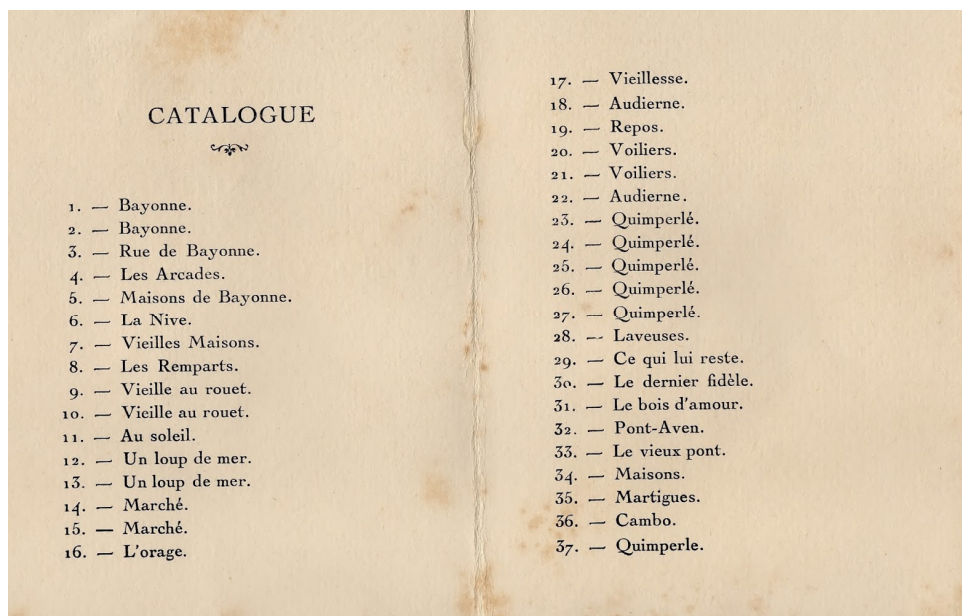 CATALOGUE
1. — Bayonne.
2. — Bayonne.
3. — Rue de Bayonne.
4. — Les Arcades.
5. — Maisons de Bayonne.
6. — La Nive.
7. — Vieilles Maisons.
8. — Les Remparts.
9. — Vieille au rouet.
10. — Vieille au rouet.
11. — Au soleil.
12. — Un loup de mer.
13. — Un loup de mer.
14. — Marché.
15. — Marché.
16. — L'orage.
17. — Vieillesse.
18. — Audierne.
19. — Repos.
20. — Voiliers.
21. — Voiliers.
22. — Audierne.
23. — Quimperlé.
24. — Quimperlé.
25. — Quimperlé.
26. — Quimperlé.
27. — Quimperlé.
28. — Laveuses.
29. — Ce qui lui reste.
30. — Le dernier fidèle.
31. — Le bois d'amour.
32. — Pont-Aven.
33. — Le vieux pont.
34. — Maisons.
35. — Martigues.
36. — Cambo.
37. — Quimperle.